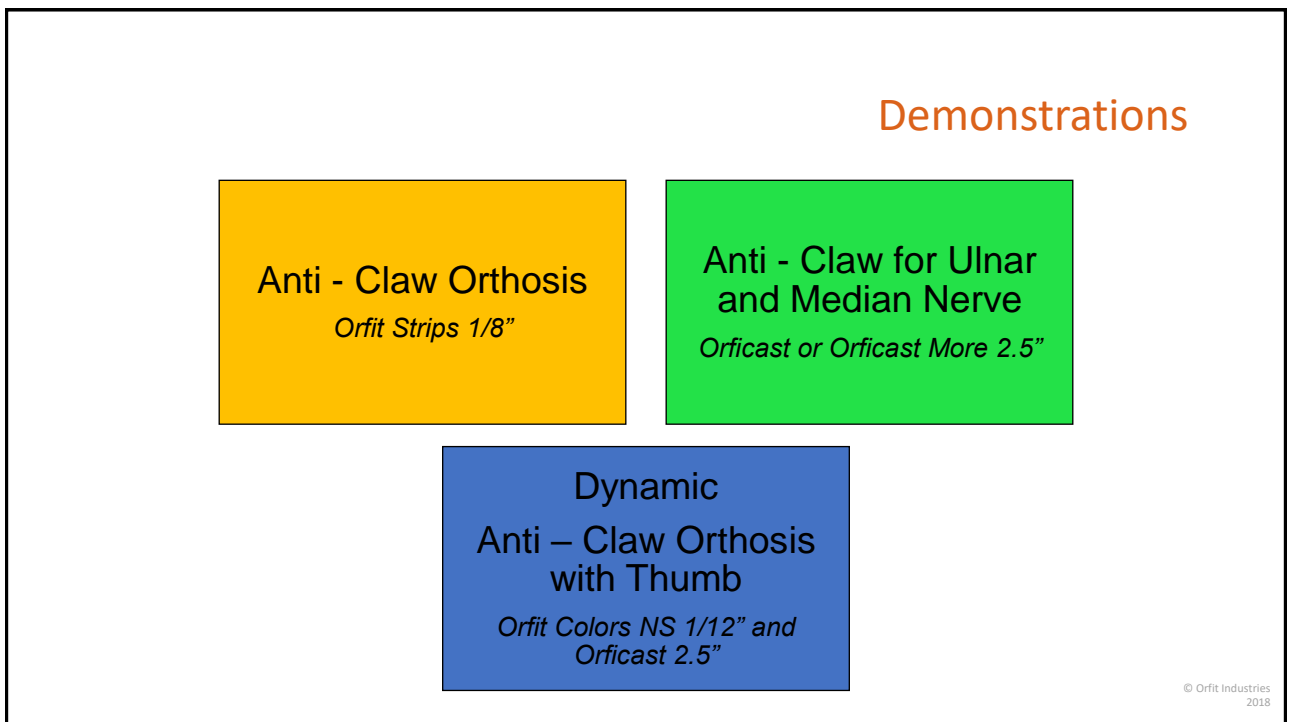 Demonstrations
Anti - Claw Orthosis
Orfit Strips 1/8”
Anti - Claw for Ulnar
and Median Nerve
Orficast or Orficast More 2.5”
Dynamic
Anti – Claw Orthosis
with Thumb
Orfit Colors NS 1/12” and
Orficast 2.5”
© Orfit Industries
2018